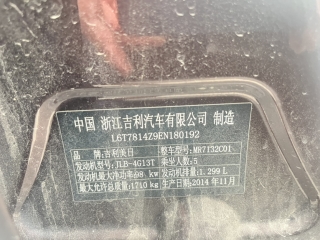 中国 浙江吉利汽车有限公司 制造
L6T7814Z9EN180192
品 牌:吉利美日 整车型号:MR7132C01
发动机型号:JLB-4G13T 乘坐人数:5
发动机最大净功率:98 kw 发动机排量:1.299 L
最大允许总质量:1710 kg 生产日期:2014 年11月